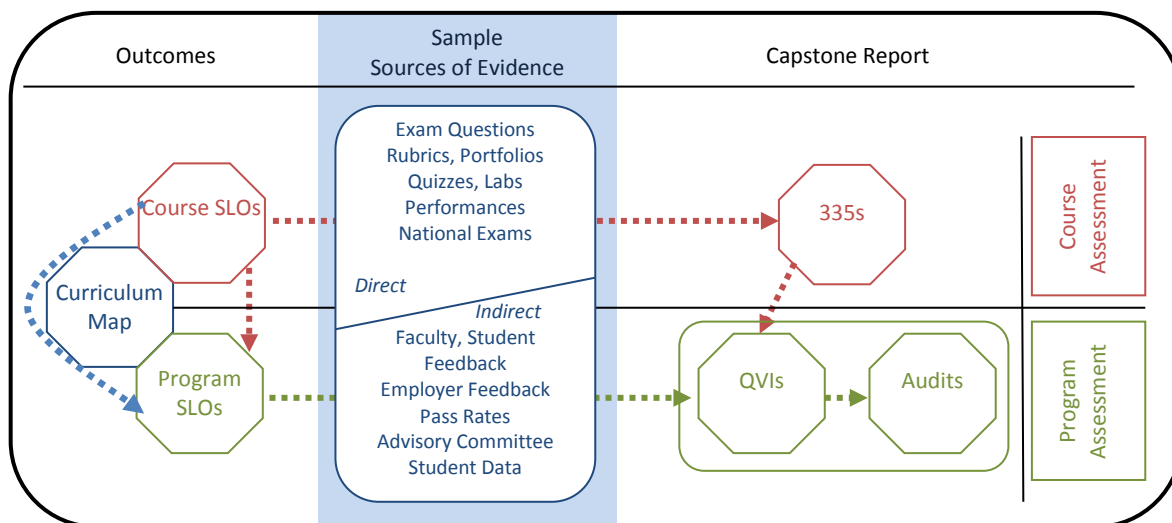 Outcomes
Sample
Sources of Evidence
Capstone Report
Course SLOs
Curriculum
Map
Program
SLOs
Exam Questions
Rubrics, Portfolios
Quizzes, Labs
Performances
National Exams
Direct
Indirect
Faculty, Student
Feedback
Employer Feedback
Pass Rates
Advisory Committee
Student Data
335s
QVIs
Audits
Course
Assessment
Program
Assessment